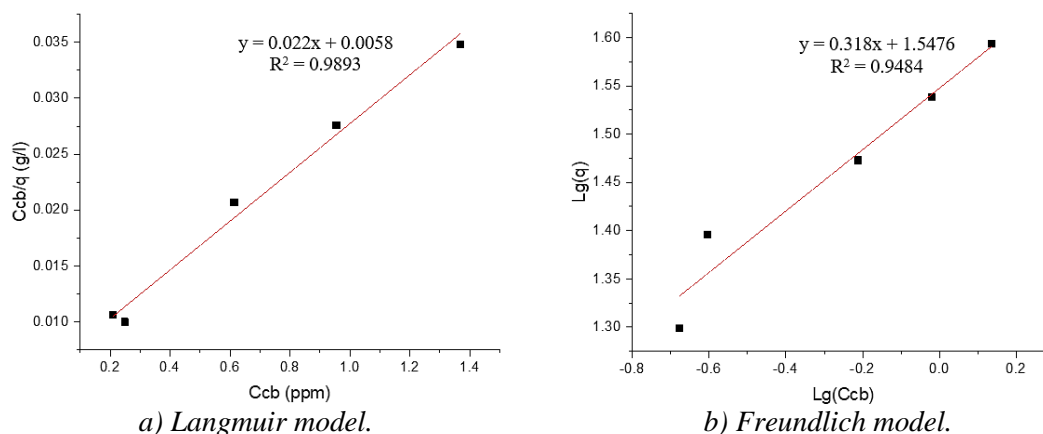 y = 0.022x + 0.0058
R² = 0.9893
0.035
0.030
0.025
0.020
0.015
0.010
Ccb/q (g/l)
0.2 0.4 0.6 0.8 1.0 1.2 1.4
Ccb (ppm)
a) Langmuir model.
y = 0.318x + 1.5476
R² = 0.9484
1.60
1.55
1.50
1.45
1.40
1.35
1.30
Lg(q)
-0.8 -0.6 -0.4 -0.2 0.0 0.2
Lg(Ccb)
b) Freundlich model.